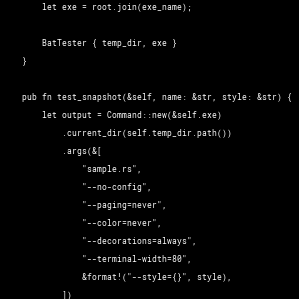 let exe = root.join(exe_name);
BatTester { temp_dir, exe }
}
pub fn test_snapshot(&self, name: &str, style: &str) {
let output = Command::new(&self.exe)
.current_dir(self.temp_dir.path())
.args(&[
"sample.rs",
"--no-config",
"--paging=never",
"--color=never",
"--decorations=always",
"--terminal-width=80",
&format!("--style={}", style),
])